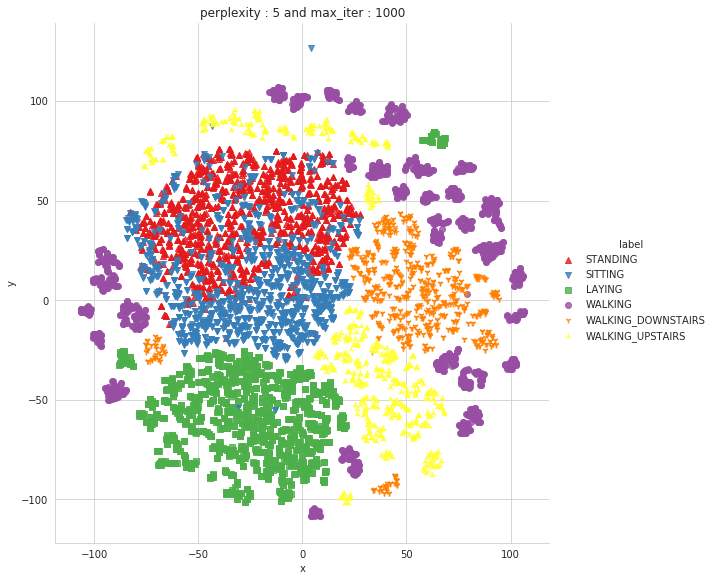 perplexity : 5 and max_iter : 1000
100
50
0
−50
−100
y
−100
−50
0
50
100
x
label
STANDING
SITTING
LAYING
WALKING
WALKING_DOWNSTAIRS
WALKING_UPSTAIRS